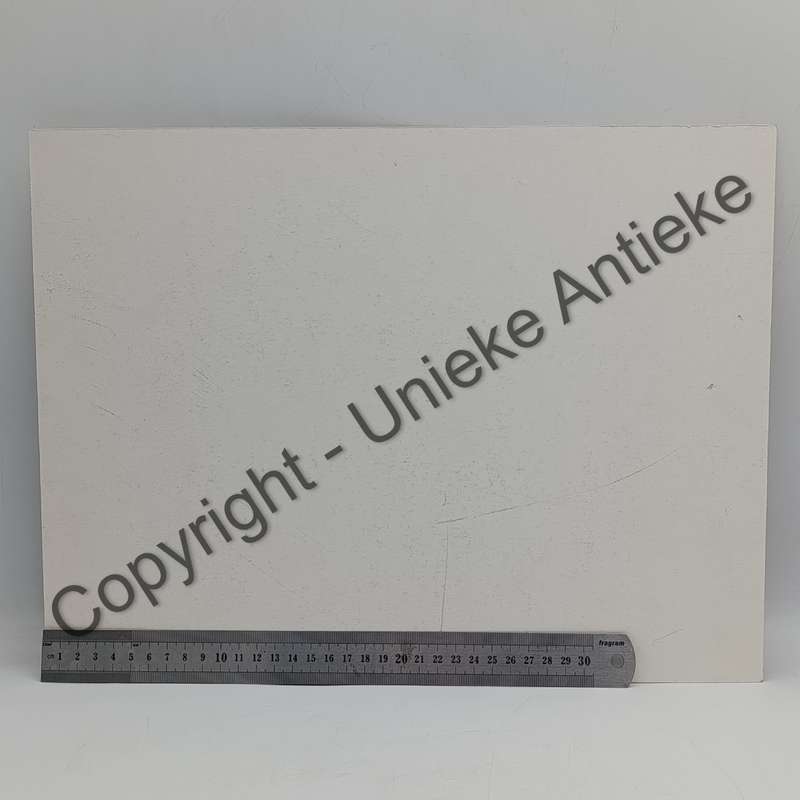 Copyright - Unieke Antieke
fragram
cm 1 2 3 4 5 6 7 8 9 10 11 12 13 14 15 16 17 18 19 20 21 22 23 24 25 26 27 28 29 30